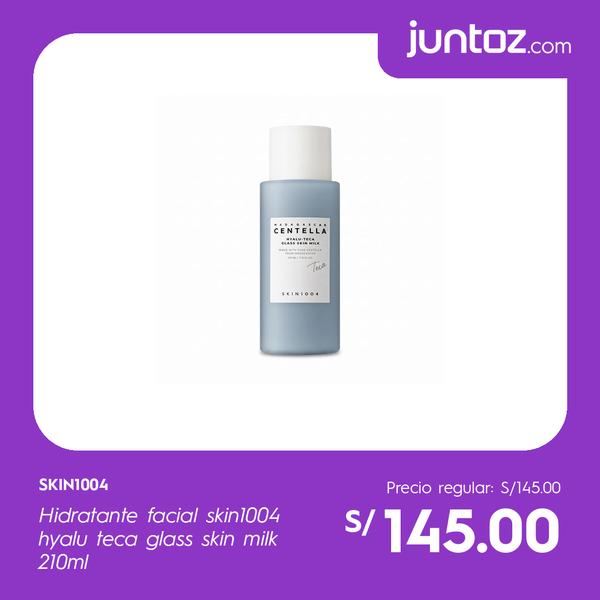 juntoz.com
MADAGASCAR
CENTELLA
HYALU-TECA
GLASS SKIN MILK
Teca
SKIN1004
SKIN1004
Precio regular: S/145.00
Hidratante facial skin1004
hyalu teca glass skin milk
210ml
S/ 145.00